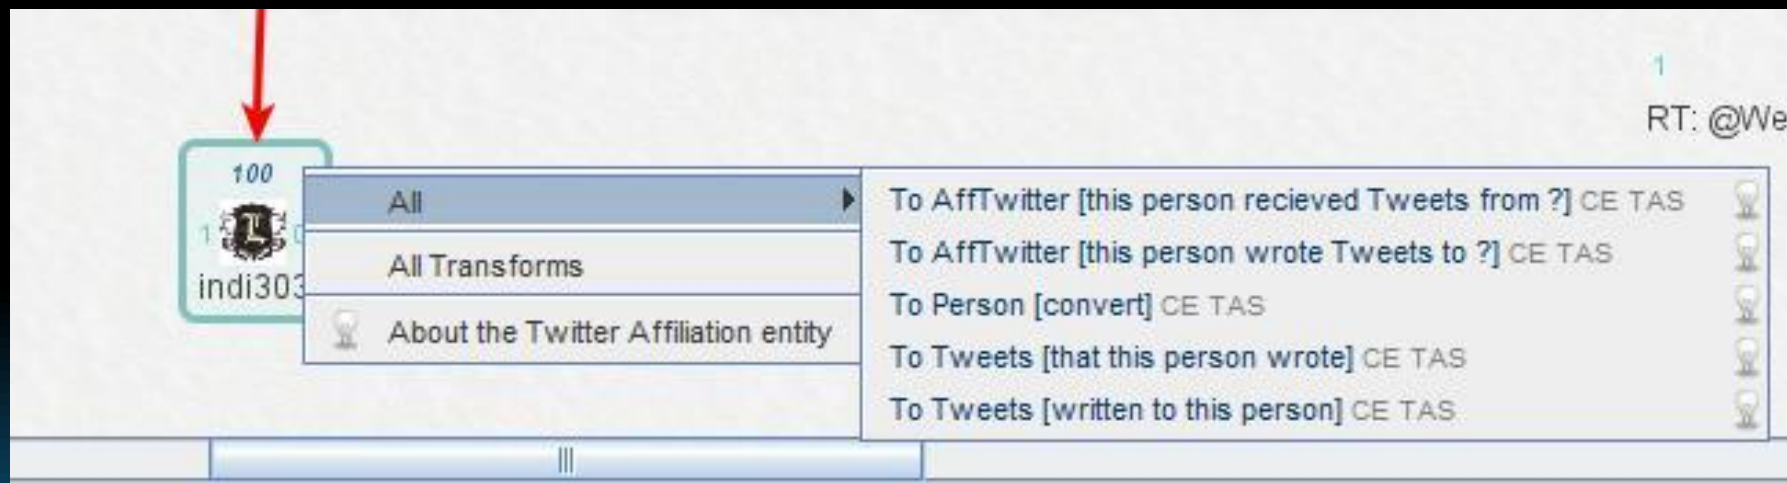 1
RT: @We
100
1
indi303
All
All Transforms
About the Twitter Affiliation entity
To AffTwitter [this person recieved Tweets from ?] CE TAS
To AffTwitter [this person wrote Tweets to ?] CE TAS
To Person [convert] CE TAS
To Tweets [that this person wrote] CE TAS
To Tweets [written to this person] CE TAS